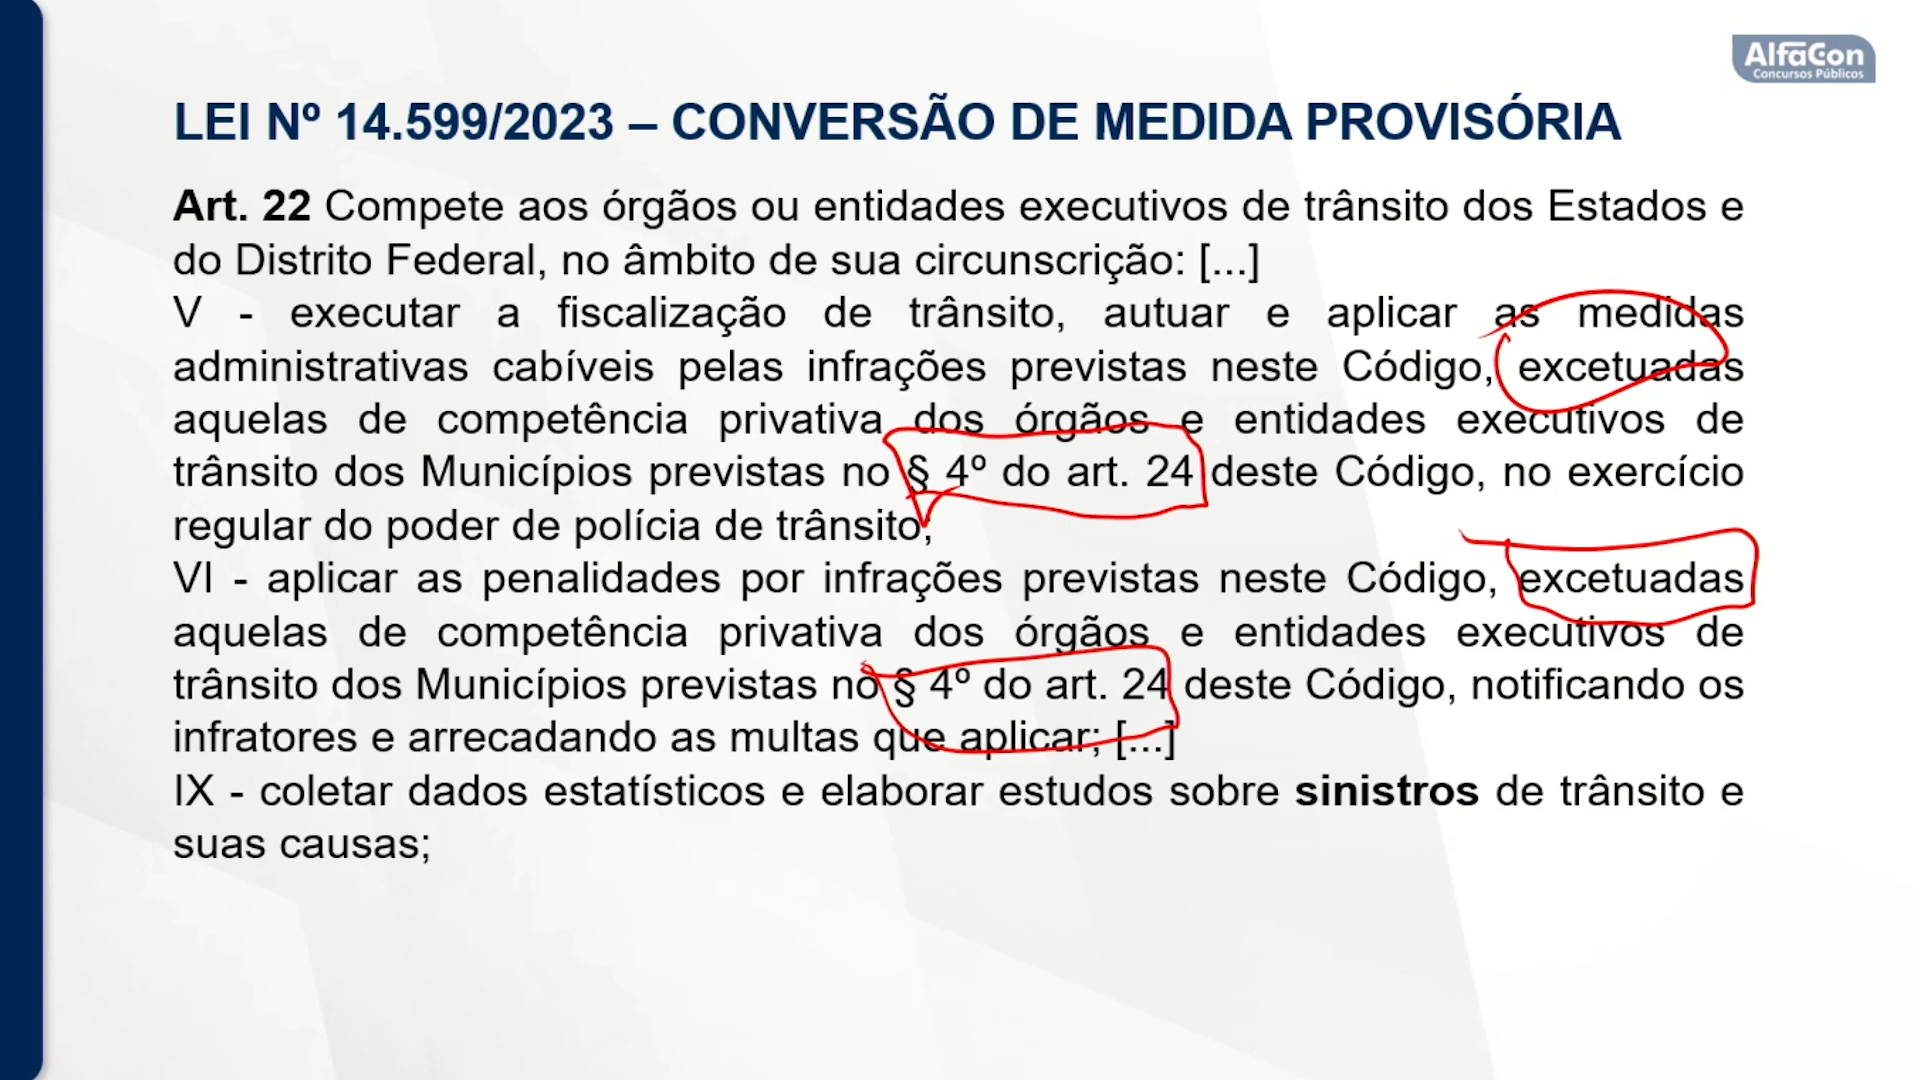 AlfaCon
Concursos Públicos
LEI Nº 14.599/2023 – CONVERSÃO DE MEDIDA PROVISÓRIA
Art. 22 Compete aos órgãos ou entidades executivos de trânsito dos Estados e
do Distrito Federal, no âmbito de sua circunscrição: [...]
V - executar a fiscalização de trânsito, autuar e aplicar as medidas
administrativas cabíveis pelas infrações previstas neste Código, excetuadas
aquelas de competência privativa dos órgãos e entidades executivos de
trânsito dos Municípios previstas no § 4º do art. 24 deste Código, no exercício
regular do poder de polícia de trânsito;
VI - aplicar as penalidades por infrações previstas neste Código, excetuadas
aquelas de competência privativa dos órgãos e entidades executivos de
trânsito dos Municípios previstas no § 4º do art. 24 deste Código, notificando os
infratores e arrecadando as multas que aplicar; [...]
IX - coletar dados estatísticos e elaborar estudos sobre sinistros de trânsito e
suas causas;